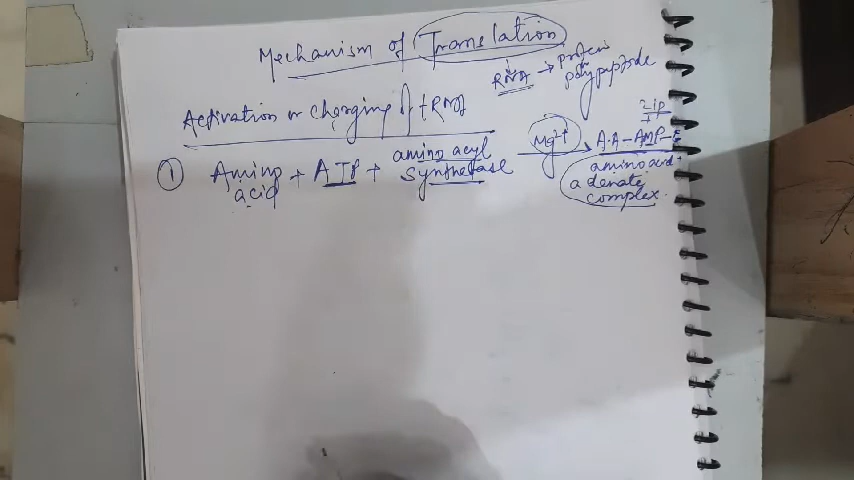 Mechanism of Translation
RNA → protein
polypeptide
Activation or charging of tRNA
① Amino acid + ATP + amino acyl synthetase
Mg2+
2ip
A.A – AMP – E
amino acid
adenate
complex.